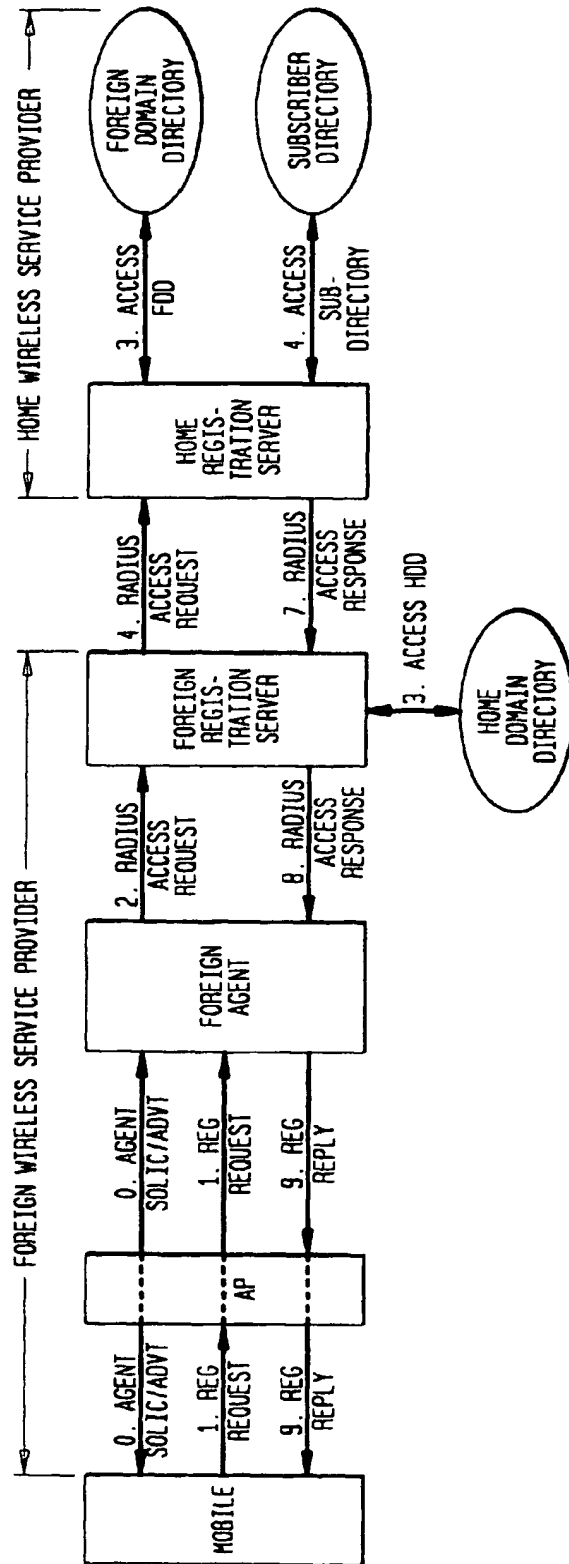 FOREIGN WIRELESS SERVICE PROVIDER
HOME WIRELESS SERVICE PROVIDER
MOBILE
0. AGENT
SOLIC/ADVT
1. REG
REQUEST
9. REG
REPLY
AP
0. AGENT
SOLIC/ADVT
1. REG
REQUEST
9. REG
REPLY
FOREIGN
AGENT
2. RADIUS
ACCESS
REQUEST
8. RADIUS
ACCESS
RESPONSE
FOREIGN
REGIS-
TRATION
SERVER
3. ACCESS HDD
HOME
DOMAIN
DIRECTORY
4. RADIUS
ACCESS
REQUEST
7. RADIUS
ACCESS
RESPONSE
HOME
REGIS-
TRATION
SERVER
3. ACCESS
FDD
4. ACCESS
SUB-
DIRECTORY
FOREIGN
DOMAIN
DIRECTORY
SUBSCRIBER
DIRECTORY